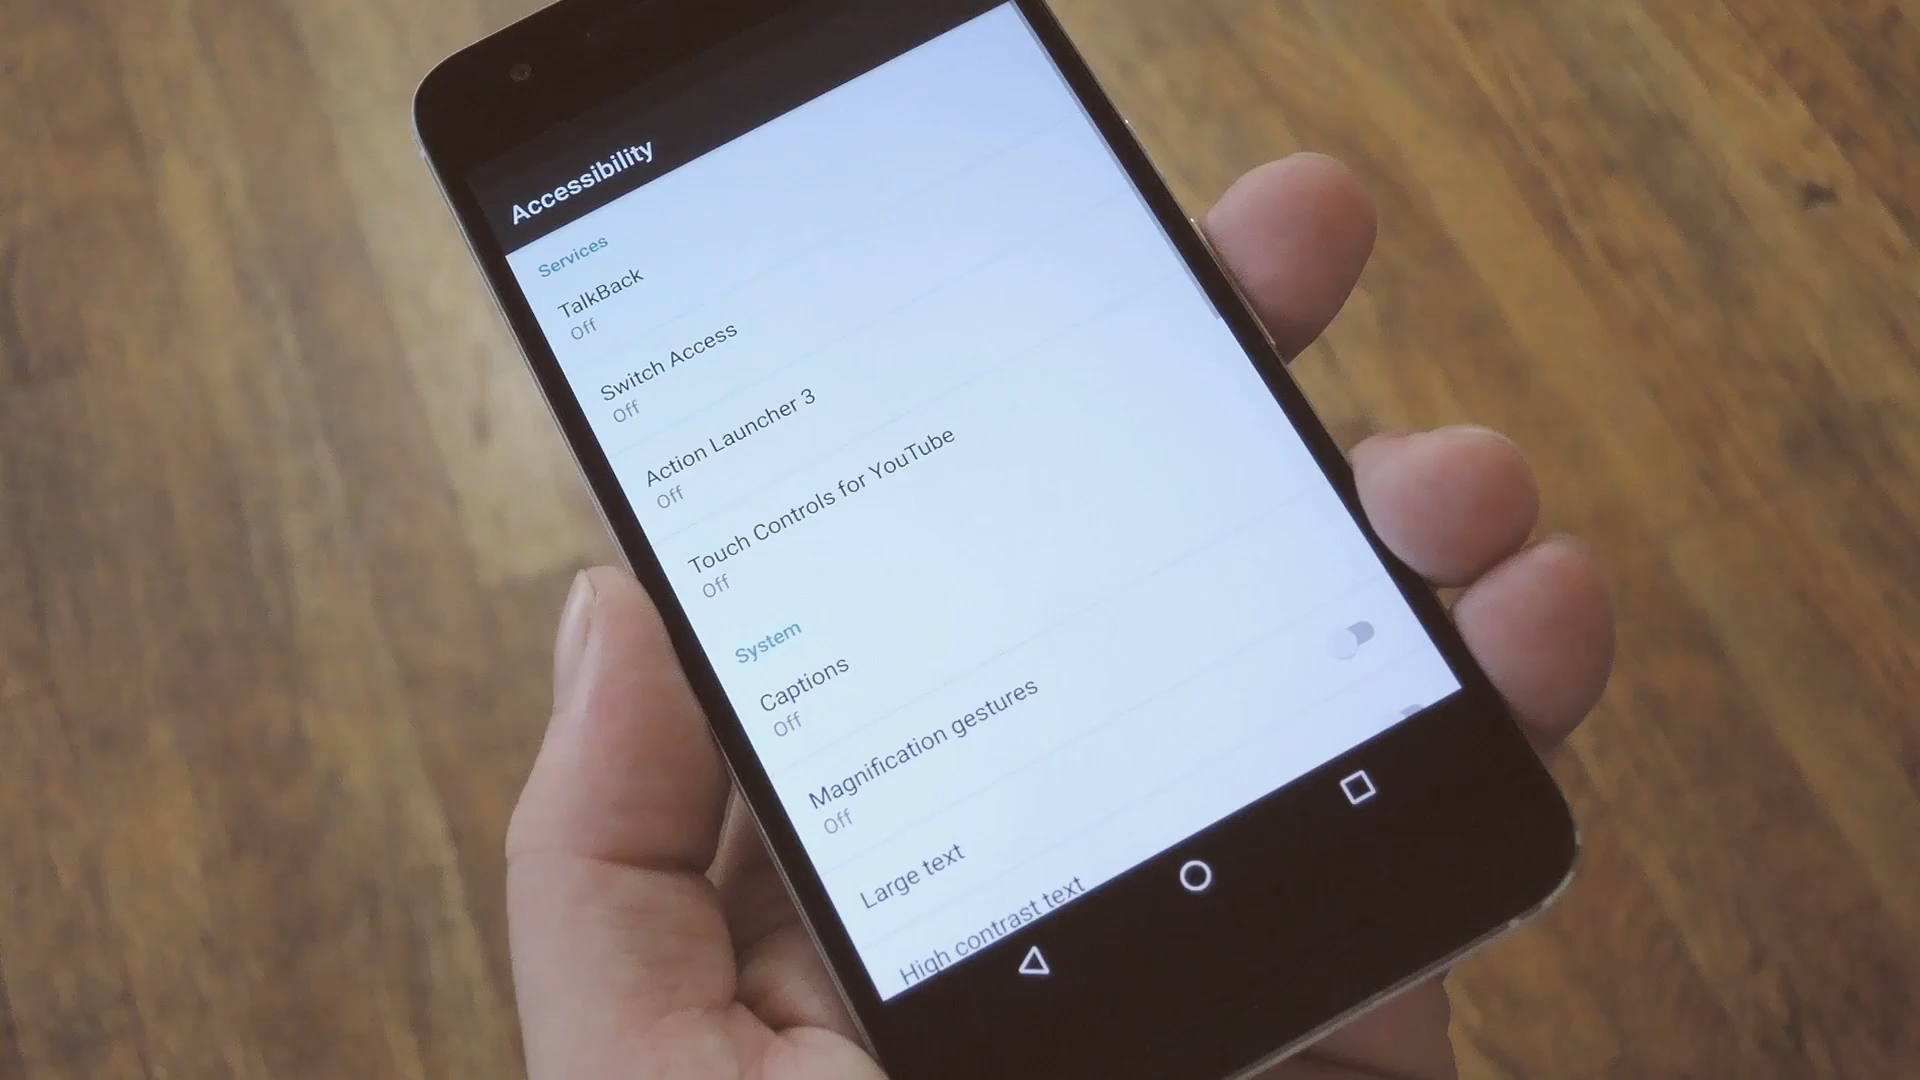 Accessibility
Services
TalkBack
Off
Switch Access
Off
Action Launcher 3
Off
Touch Controls for YouTube
Off
System
Captions
Off
Magnification gestures
Off
Large text
High contrast text